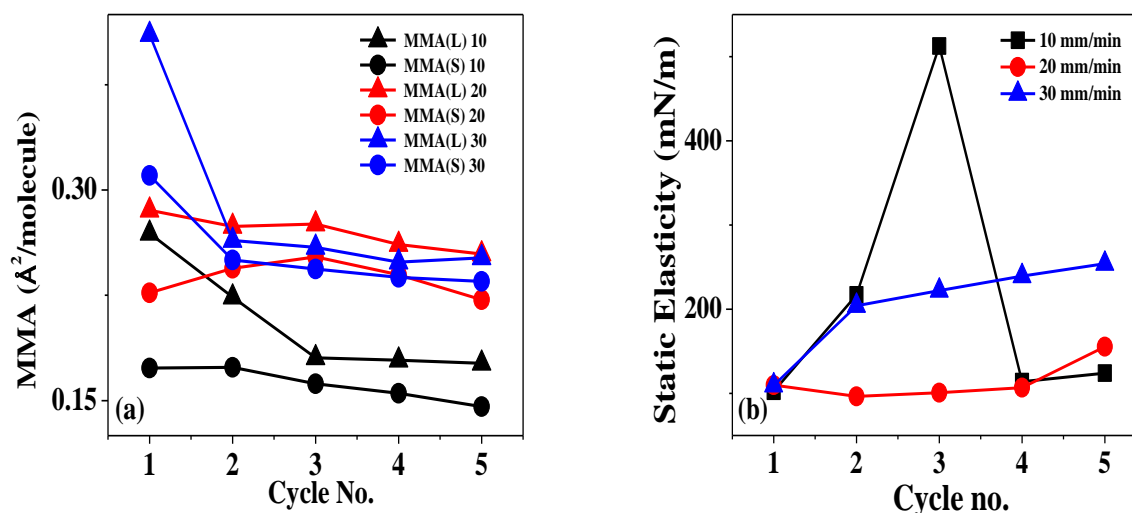 MMA (Å²/molecule)
0.30
0.15
MMA(L) 10
MMA(S) 10
MMA(L) 20
MMA(S) 20
MMA(L) 30
MMA(S) 30
(a)
1 2 3 4 5
Cycle No.
Static Elasticity (mN/m)
400
200
10 mm/min
20 mm/min
30 mm/min
(b)
1 2 3 4 5
Cycle no.